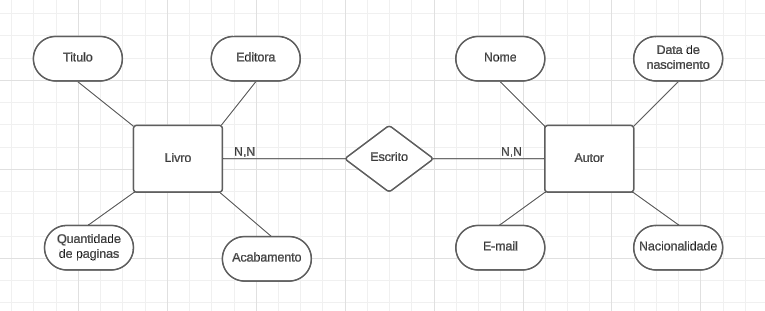 Titulo
Editora
Nome
Data de
nascimento
Livro
N,N
Escrito
N,N
Autor
Quantidade
de paginas
Acabamento
E-mail
Nacionalidade